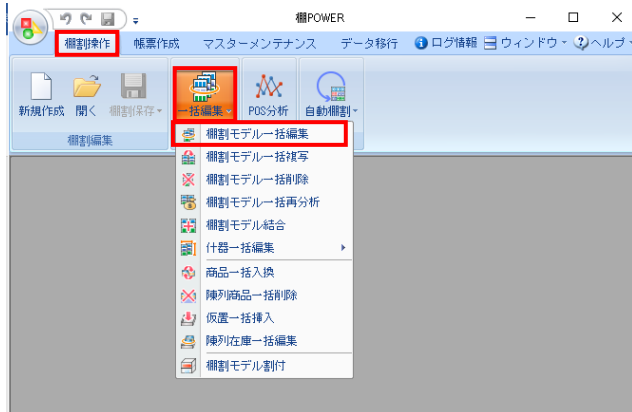 棚POWER
棚割操作 帳票作成 マスターメンテナンス データ移行 ログ情報 ウィンドウ ヘルプ
新規作成 開く 棚割保存 一括編集 POS分析 自動棚割
棚割編集
棚割モデル一括編集
棚割モデル一括複写
棚割モデル一括削除
棚割モデル一括再分析
棚割モデル結合
什器一括編集
商品一括入換
陳列商品一括削除
仮置一括挿入
陳列在庫一括編集
棚割モデル割付